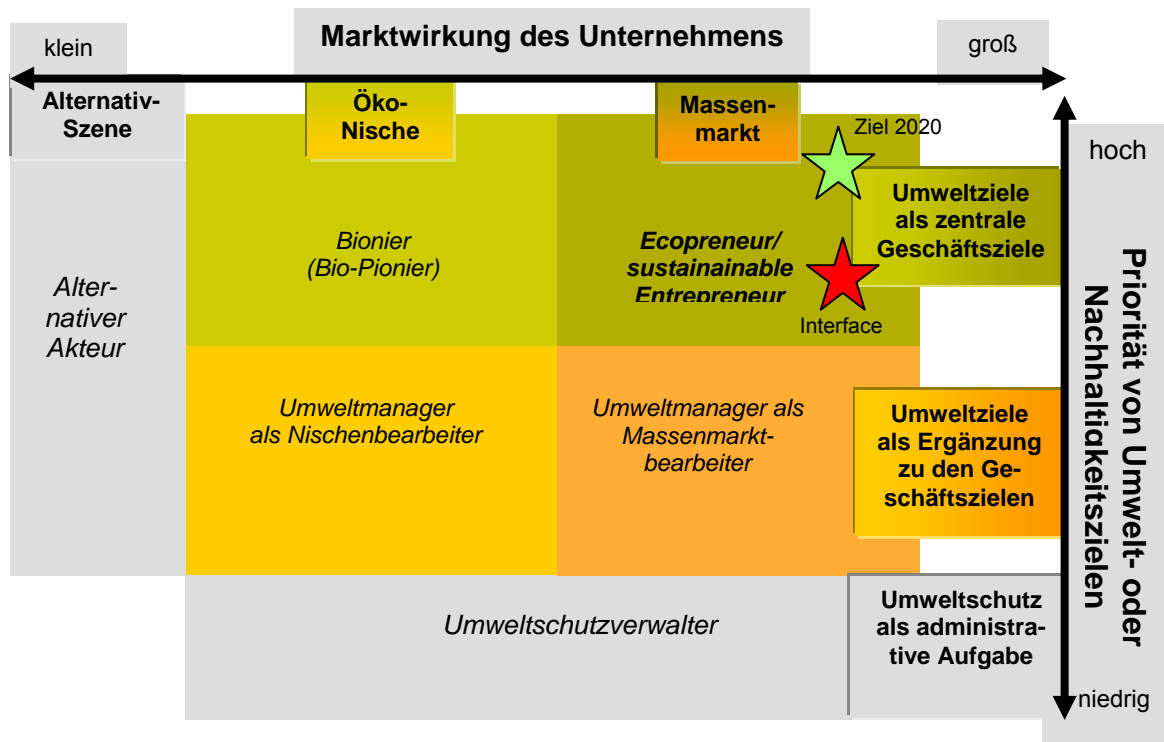 klein
Marktwirkung des Unternehmens
groß
Alternativ-
Szene
Öko-
Nische
Massen-
markt
Ziel 2020
hoch
Umweltziele
als zentrale
Geschäftsziele
Bionier
(Bio-Pionier)
Ecopreneur/
sustainainable
Entrepreneur
Interface
Alter-
nativer
Akteur
Priorität von Umwelt- oder
Nachhaltigkeitszielen
Umweltmanager
als Nischenbearbeiter
Umweltmanager als
Massenmarkt-
bearbeiter
Umweltziele
als Ergänzung
zu den Ge-
schäftszielen
Umweltschutzverwalter
Umweltschutz
als administra-
tive Aufgabe
niedrig